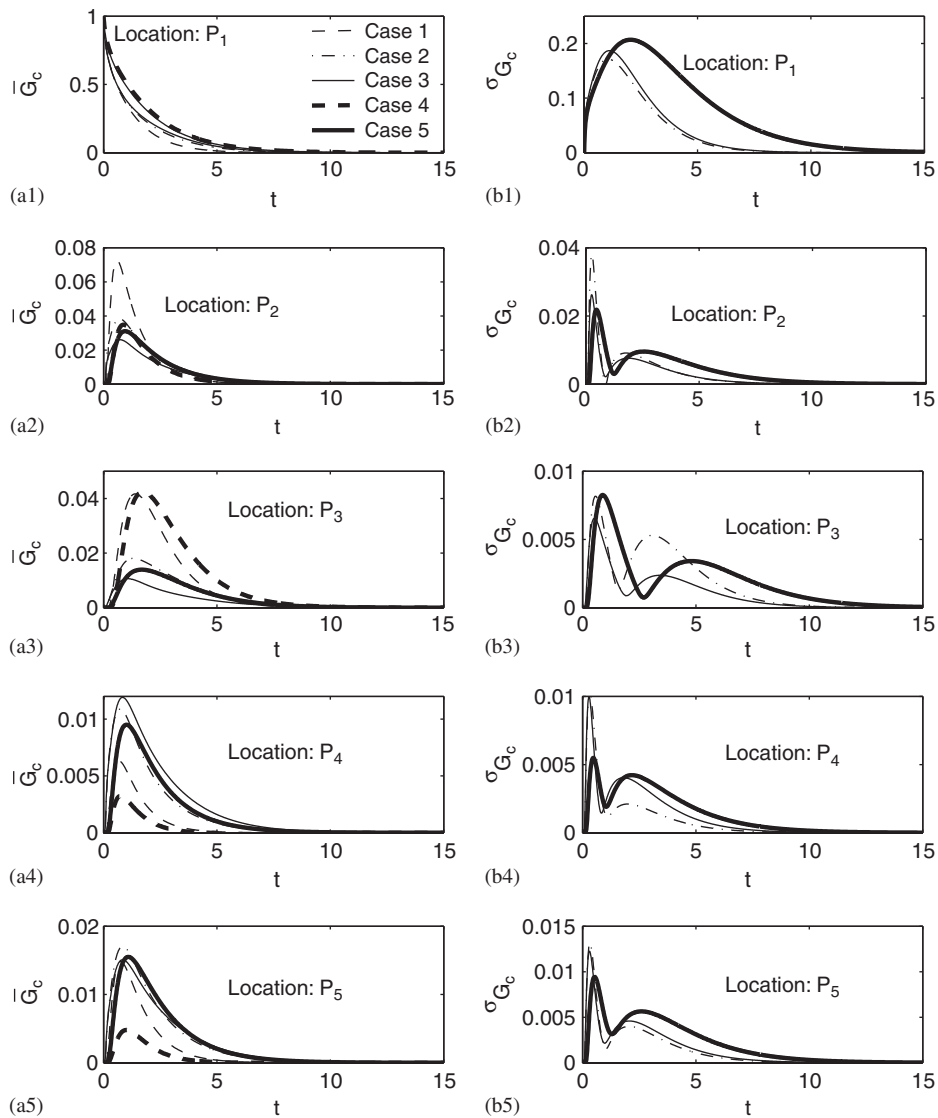 1
Location: P1
Case 1
Case 2
Case 3
Case 4
Case 5
0.5
G̅c
0
0 5 10 15
(a1)
t
0.2
Location: P1
0.1
σGc
0
0 5 10 15
(b1)
t
0.08
0.06
Location: P2
0.04
G̅c
0.02
0
0 5 10 15
(a2)
t
0.04
Location: P2
0.02
σGc
0
0 5 10 15
(b2)
t
0.04
Location: P3
G̅c
0.02
0
0 5 10 15
(a3)
t
0.01
Location: P3
0.005
σGc
0
0 5 10 15
(b3)
t
0.01
Location: P4
G̅c
0.005
0
0 5 10 15
(a4)
t
0.01
Location: P4
0.005
σGc
0
0 5 10 15
(b4)
t
0.02
Location: P5
0.01
G̅c
0
0 5 10 15
(a5)
t
0.015
0.01
Location: P5
σGc
0.005
0
0 5 10 15
(b5)
t